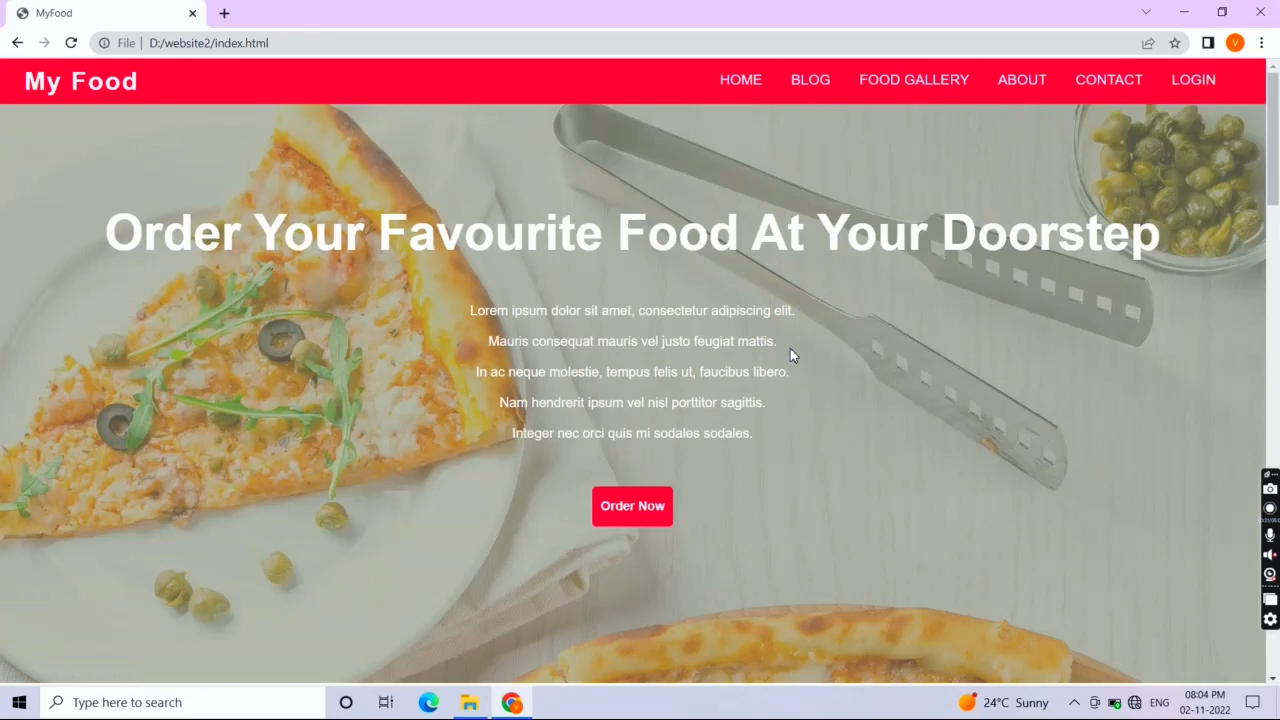 MyFood
File
D:/website2/index.html
V
My Food
HOME
BLOG
FOOD GALLERY
ABOUT
CONTACT
LOGIN
Order Your Favourite Food At Your Doorstep
Lorem ipsum dolor sit amet, consectetur adipiscing elit.
Mauris consequat mauris vel justo feugiat mattis.
In ac neque molestie, tempus felis ut, faucibus libero.
Nam hendrerit ipsum vel nisl porttitor sagittis.
Integer nec orci quis mi sodales sodales.
Order Now
Type here to search
24°C Sunny
ENG
08:04 PM
02-11-2022